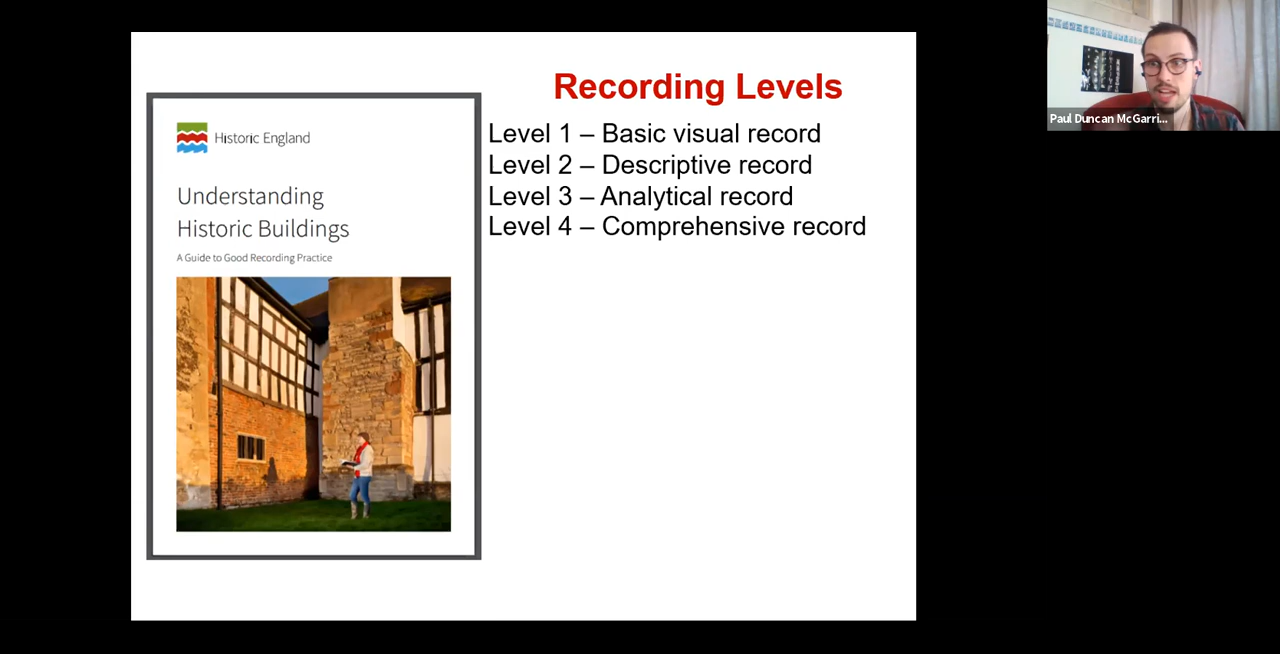 Recording Levels
Level 1 – Basic visual record
Level 2 – Descriptive record
Level 3 – Analytical record
Level 4 – Comprehensive record
Historic England
Understanding
Historic Buildings
A Guide to Good Recording Practice
Paul Duncan McGarri...